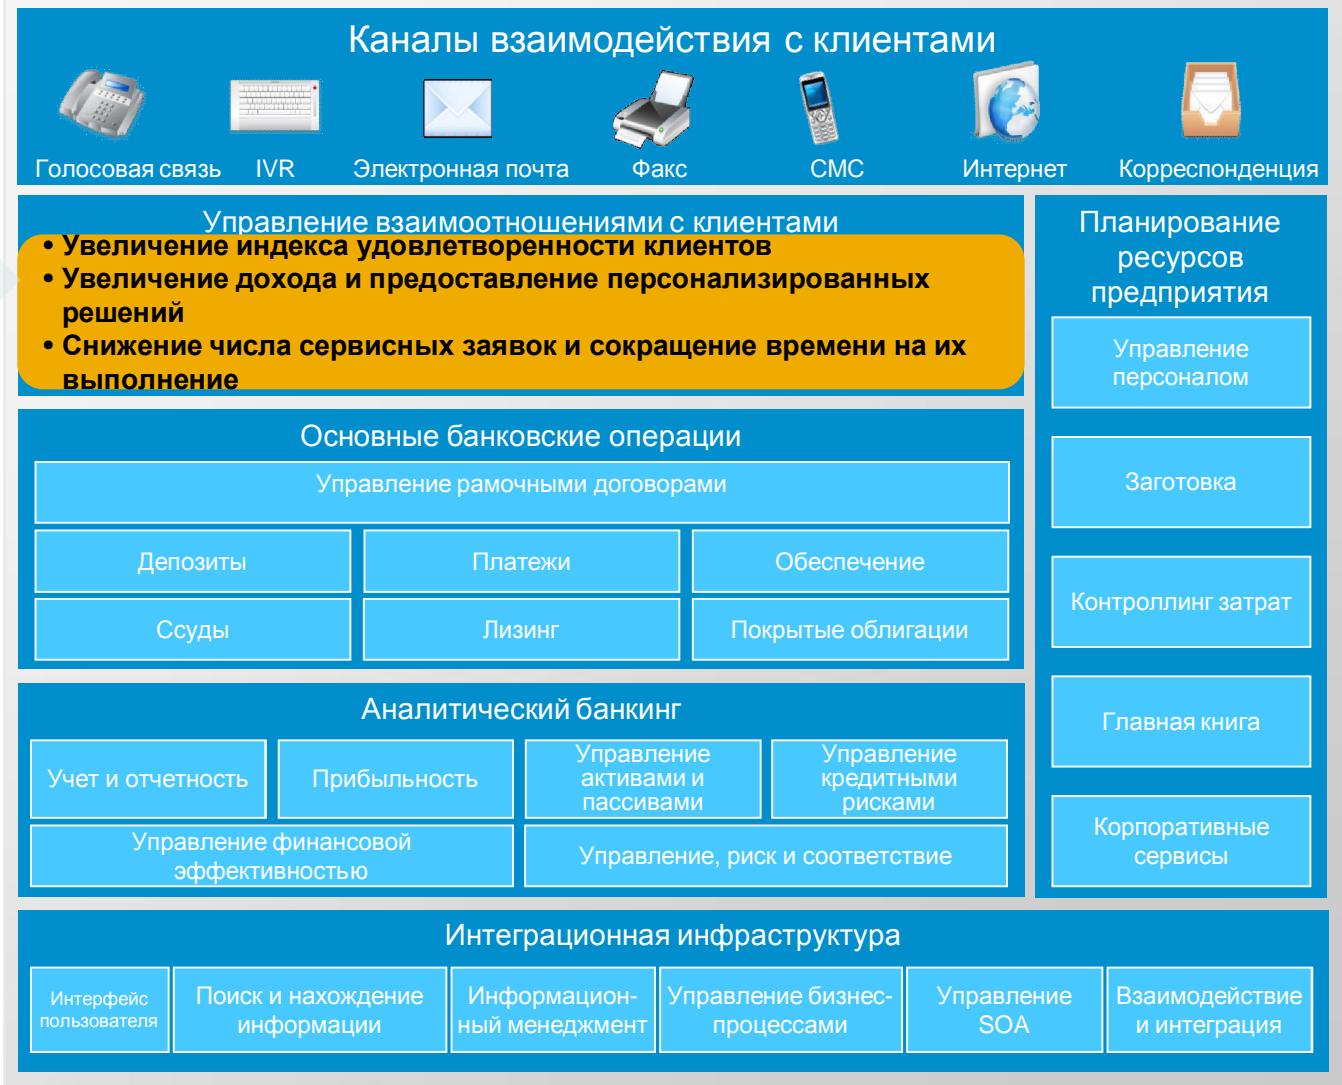 Каналы взаимодействия с клиентами
Голосовая связь
IVR
Электронная почта
Факс
СМС
Интернет
Корреспонденция
Управление взаимоотношениями с клиентами
• Увеличение индекса удовлетворенности клиентов
• Увеличение дохода и предоставление персонализированных
решений
• Снижение числа сервисных заявок и сокращение времени на их
выполнение
Основные банковские операции
Управление рамочными договорами
Депозиты
Платежи
Обеспечение
Ссуды
Лизинг
Покрытые облигации
Аналитический банкинг
Учет и отчетность
Прибыльность
Управление
активами и
пассивами
Управление
кредитными
рисками
Управление финансовой
эффективностью
Управление, риск и соответствие
Планирование
ресурсов
предприятия
Управление
персоналом
Заготовка
Контроллинг затрат
Главная книга
Корпоративные
сервисы
Интеграционная инфраструктура
Интерфейс
пользователя
Поиск и нахождение
информации
Информацион-
ный менеджмент
Управление бизнес-
процессами
Управление
SOA
Взаимодействие
и интеграция